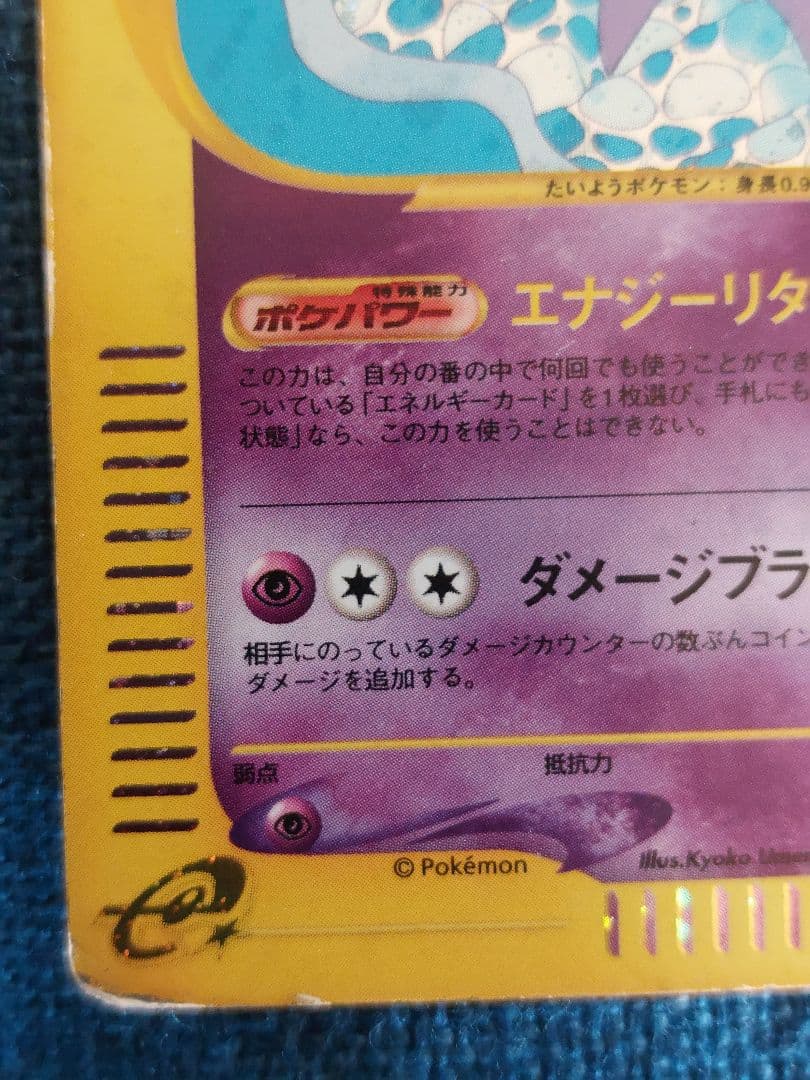 たいようポケモン：身長0.9
特殊能力
ポケパワー エナジーリタ
この力は、自分の番の中で何回でも使うことができ
ついている「エネルギーカード」を1枚選び、手札にも
状態」なら、この力を使うことはできない。
ダメージブラ
相手にのっているダメージカウンターの数ぶんコイン
ダメージを追加する。
弱点 抵抗力
© Pokémon
Illus.Kyoko